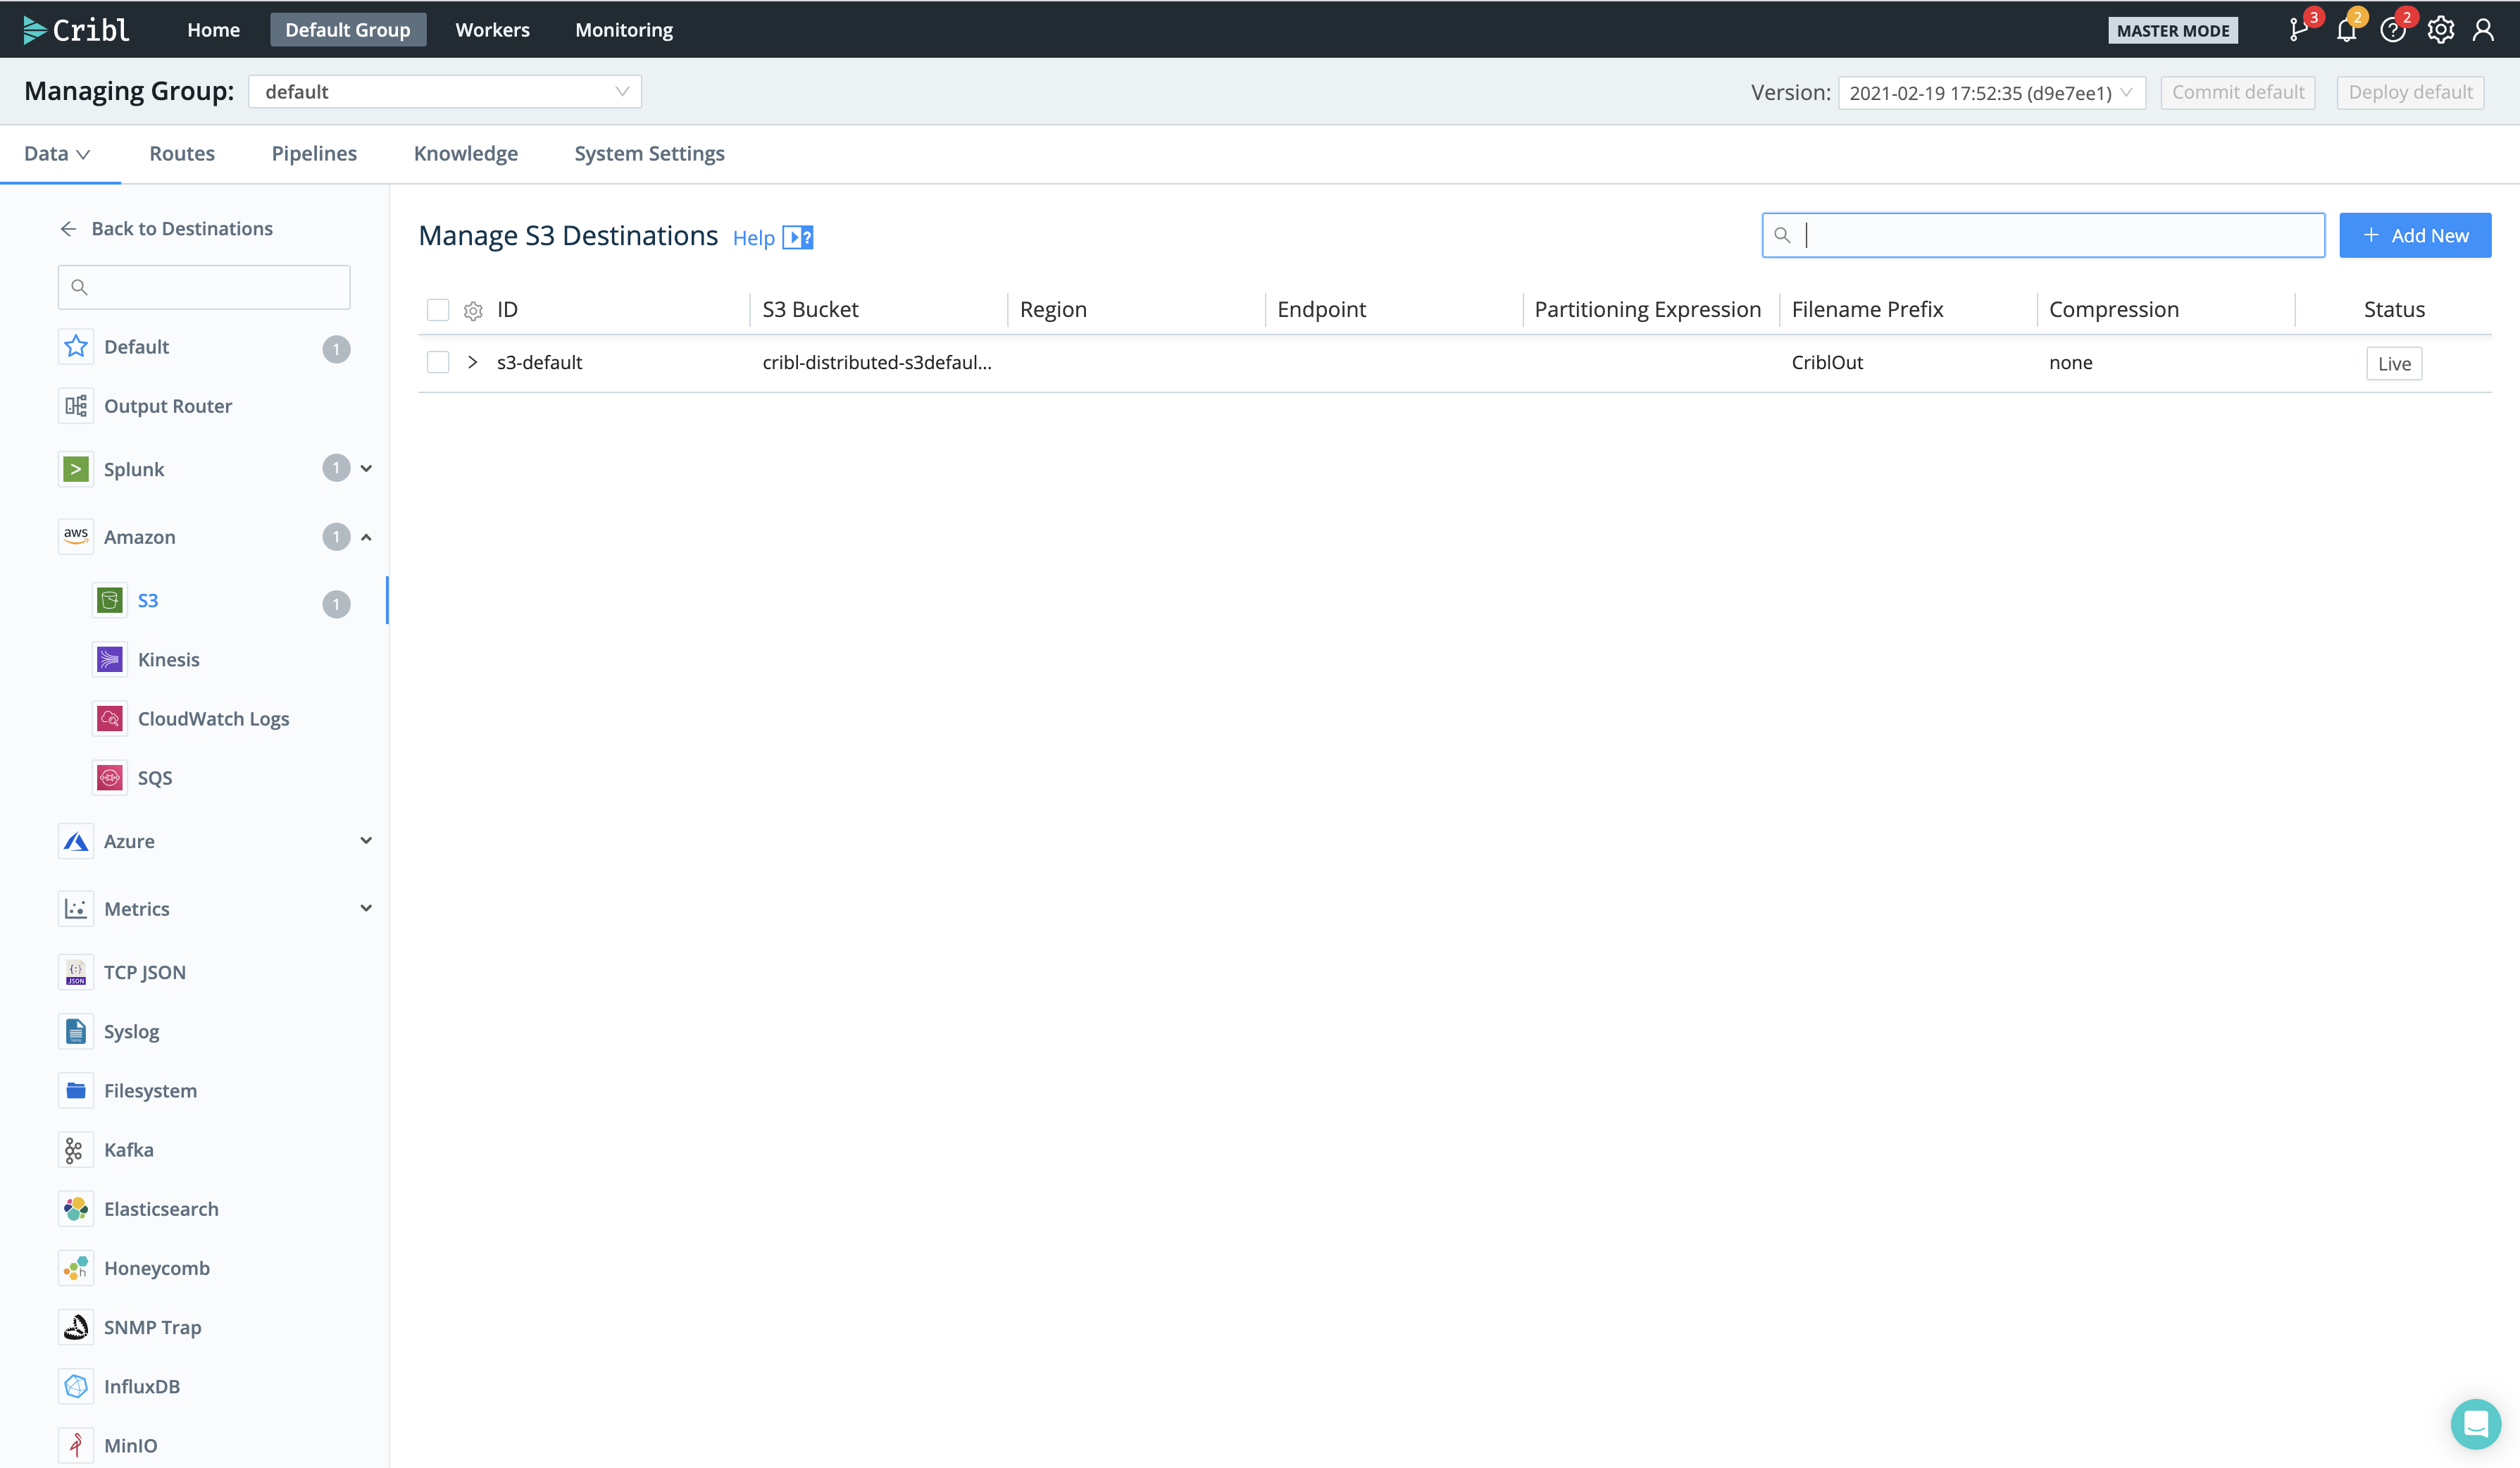 Cribl Home Default Group Workers Monitoring MASTER MODE 3 2 2
Managing Group: default Version: 2021-02-19 17:52:35 (d9e7ee1) Commit default Deploy default
Data Routes Pipelines Knowledge System Settings
Back to Destinations
Manage S3 Destinations Help ? Add New
ID S3 Bucket Region Endpoint Partitioning Expression Filename Prefix Compression Status
s3-default cribl-distributed-s3defaul... CriblOut none Live
Default 1
Output Router
> Splunk 1
aws Amazon 1
S3 1
Kinesis
CloudWatch Logs
SQS
Azure
Metrics
{:} JSON TCP JSON
Syslog
Filesystem
Kafka
Elasticsearch
h Honeycomb
SNMP Trap
InfluxDB
MinIO